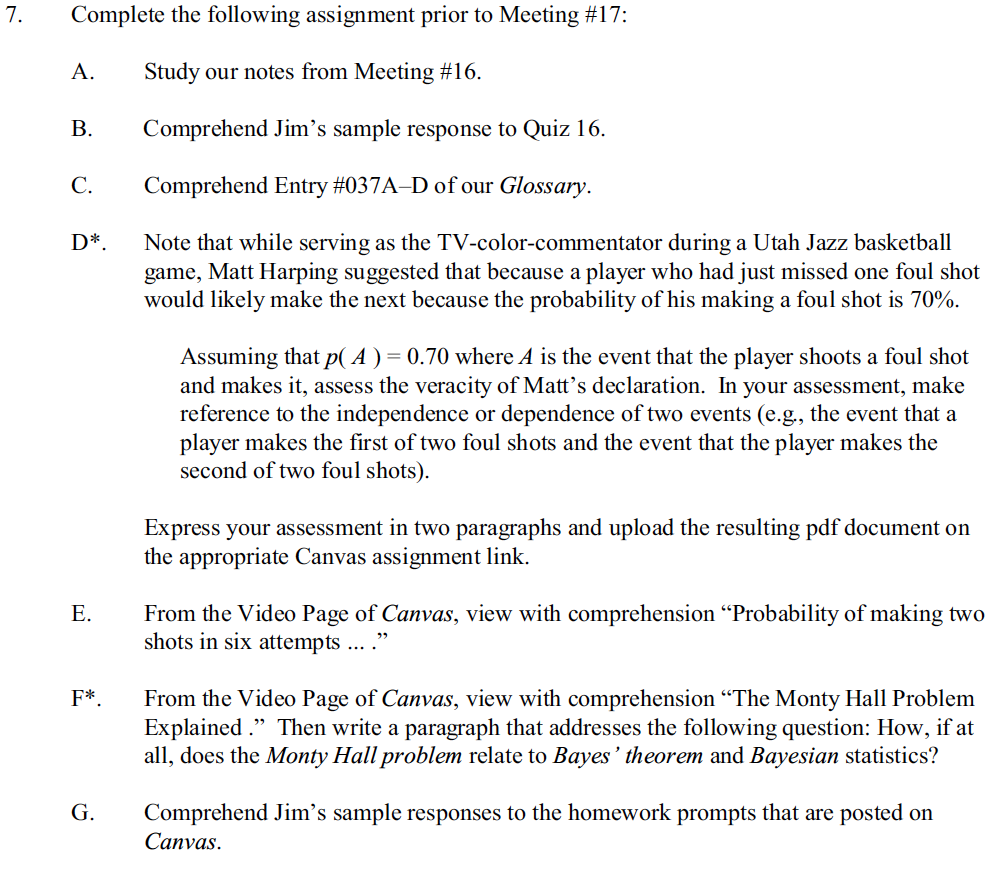 7. Complete the following assignment prior to Meeting #17:
A. Study our notes from Meeting #16.
B. Comprehend Jim’s sample response to Quiz 16.
C. Comprehend Entry #037A–D of our Glossary.
D*. Note that while serving as the TV-color-commentator during a Utah Jazz basketball
game, Matt Harping suggested that because a player who had just missed one foul shot
would likely make the next because the probability of his making a foul shot is 70%.
Assuming that p( A ) = 0.70 where A is the event that the player shoots a foul shot
and makes it, assess the veracity of Matt’s declaration. In your assessment, make
reference to the independence or dependence of two events (e.g., the event that a
player makes the first of two foul shots and the event that the player makes the
second of two foul shots).
Express your assessment in two paragraphs and upload the resulting pdf document on
the appropriate Canvas assignment link.
E. From the Video Page of Canvas, view with comprehension “Probability of making two
shots in six attempts ... .”
F*. From the Video Page of Canvas, view with comprehension “The Monty Hall Problem
Explained .” Then write a paragraph that addresses the following question: How, if at
all, does the Monty Hall problem relate to Bayes’ theorem and Bayesian statistics?
G. Comprehend Jim’s sample responses to the homework prompts that are posted on
Canvas.